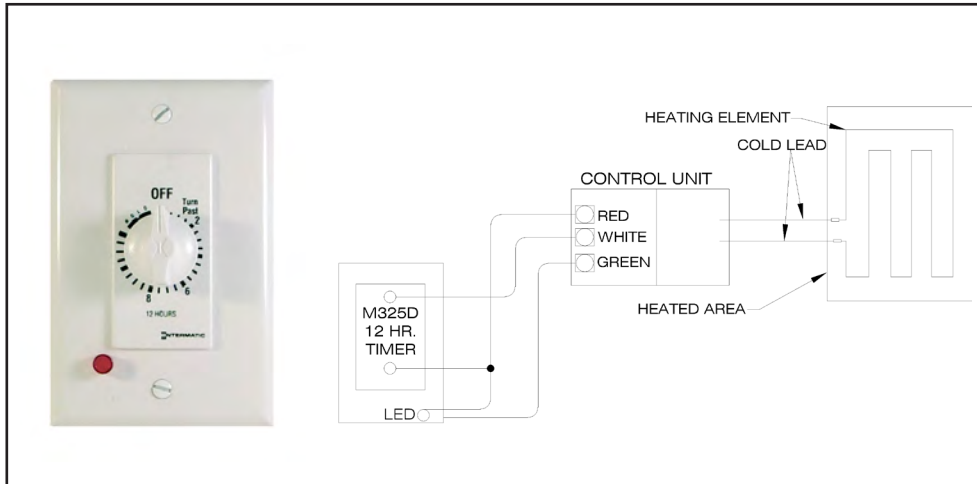 OFF
Turn
Past
2
HOLD
8
6
12 HOURS
INTERMATIC
HEATING ELEMENT
COLD LEAD
CONTROL UNIT
RED
WHITE
GREEN
M325D
12 HR.
TIMER
LED
HEATED AREA